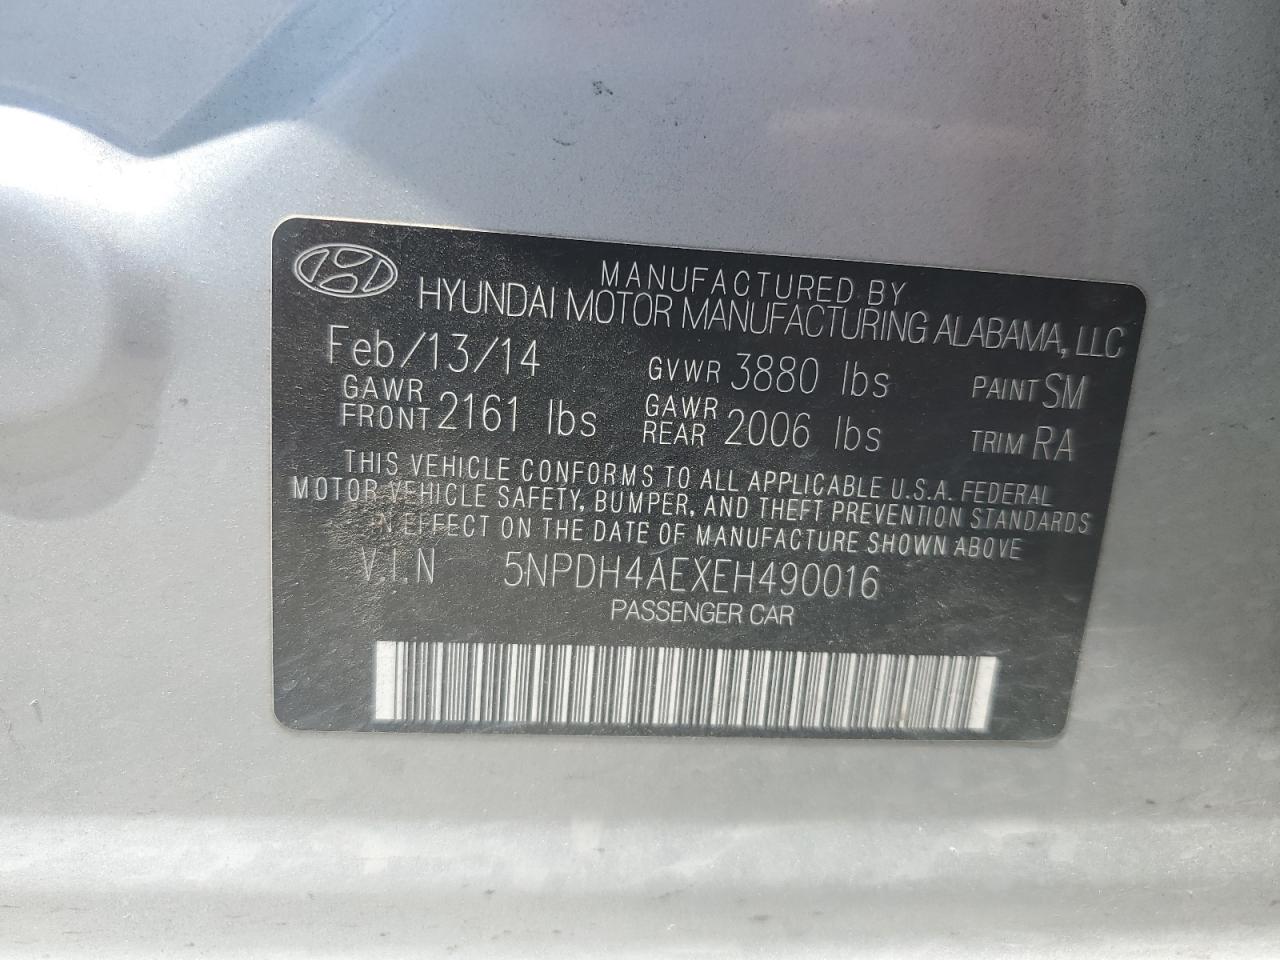 MANUFACTURED BY
HYUNDAI MOTOR MANUFACTURING ALABAMA, LLC
Feb/13/14 GVWR 3880 lbs PAINT SM
GAWR FRONT 2161 lbs GAWR REAR 2006 lbs TRIM RA
THIS VEHICLE CONFORMS TO ALL APPLICABLE U.S.A. FEDERAL
MOTOR VEHICLE SAFETY, BUMPER, AND THEFT PREVENTION STANDARDS
IN EFFECT ON THE DATE OF MANUFACTURE SHOWN ABOVE
V.I.N 5NPDH4AEXEH490016
PASSENGER CAR